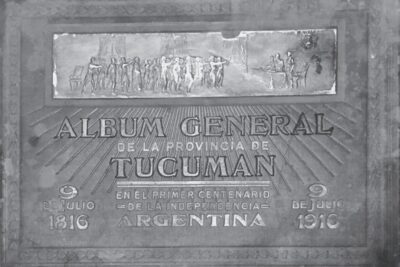 ALBUM GENERAL
DE LA PROVINCIA DE
TUCUMAN
EN EL PRIMER CENTENARIO
=DE LA INDEPENDENCIA=
ARGENTINA
9
DE JULIO
1816
9
DE JULIO
1916